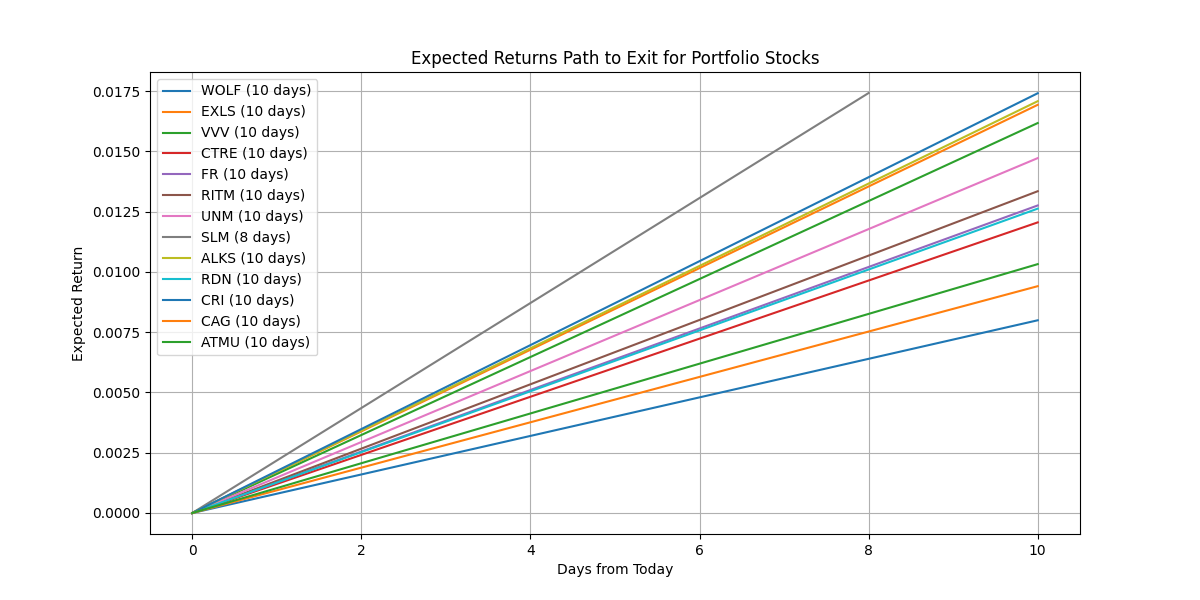 Expected Returns Path to Exit for Portfolio Stocks
WOLF (10 days)
EXLS (10 days)
VVV (10 days)
CTRE (10 days)
FR (10 days)
RITM (10 days)
UNM (10 days)
SLM (8 days)
ALKS (10 days)
RDN (10 days)
CRI (10 days)
CAG (10 days)
ATMU (10 days)
0.0175
0.0150
0.0125
0.0100
0.0075
0.0050
0.0025
0.0000
Expected Return
0 2 4 6 8 10
Days from Today